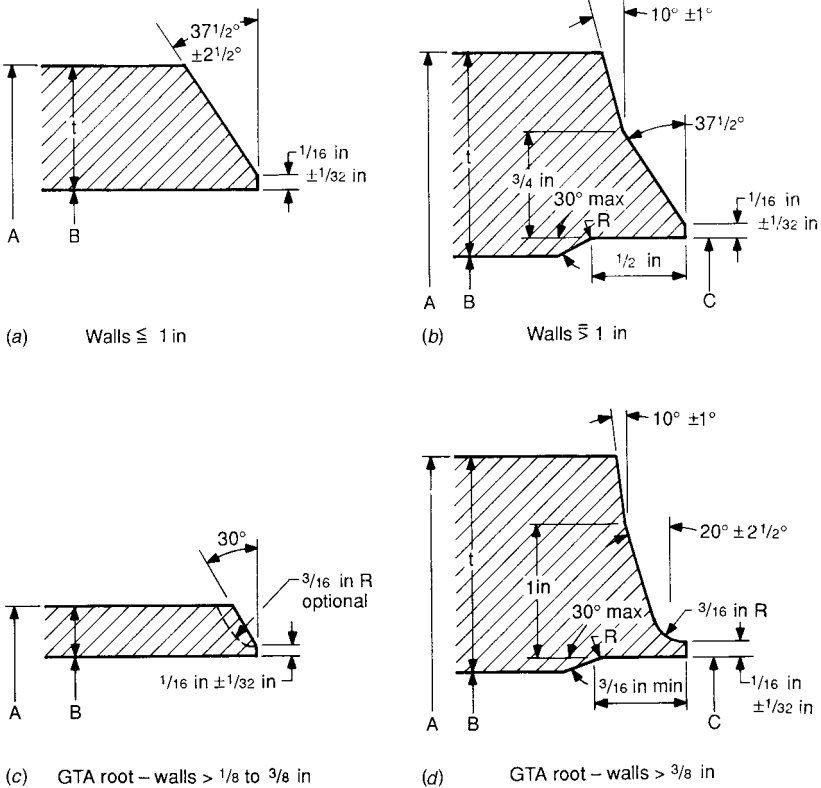 37 1/2°
±2 1/2°
t
1/16 in
±1/32 in
A
B
(a) Walls ≦ 1 in
10° ±1°
37 1/2°
t
3/4 in
30° max
R
1/16 in
±1/32 in
1/2 in
A
B
C
(b) Walls > 1 in
30°
3/16 in R
optional
1/16 in ±1/32 in
A
B
(c) GTA root – walls > 1/8 to 3/8 in
10° ±1°
20° ± 2 1/2°
t
1in
30° max
R
3/16 in R
3/16 in min
1/16 in
±1/32 in
A
B
C
(d) GTA root – walls > 3/8 in